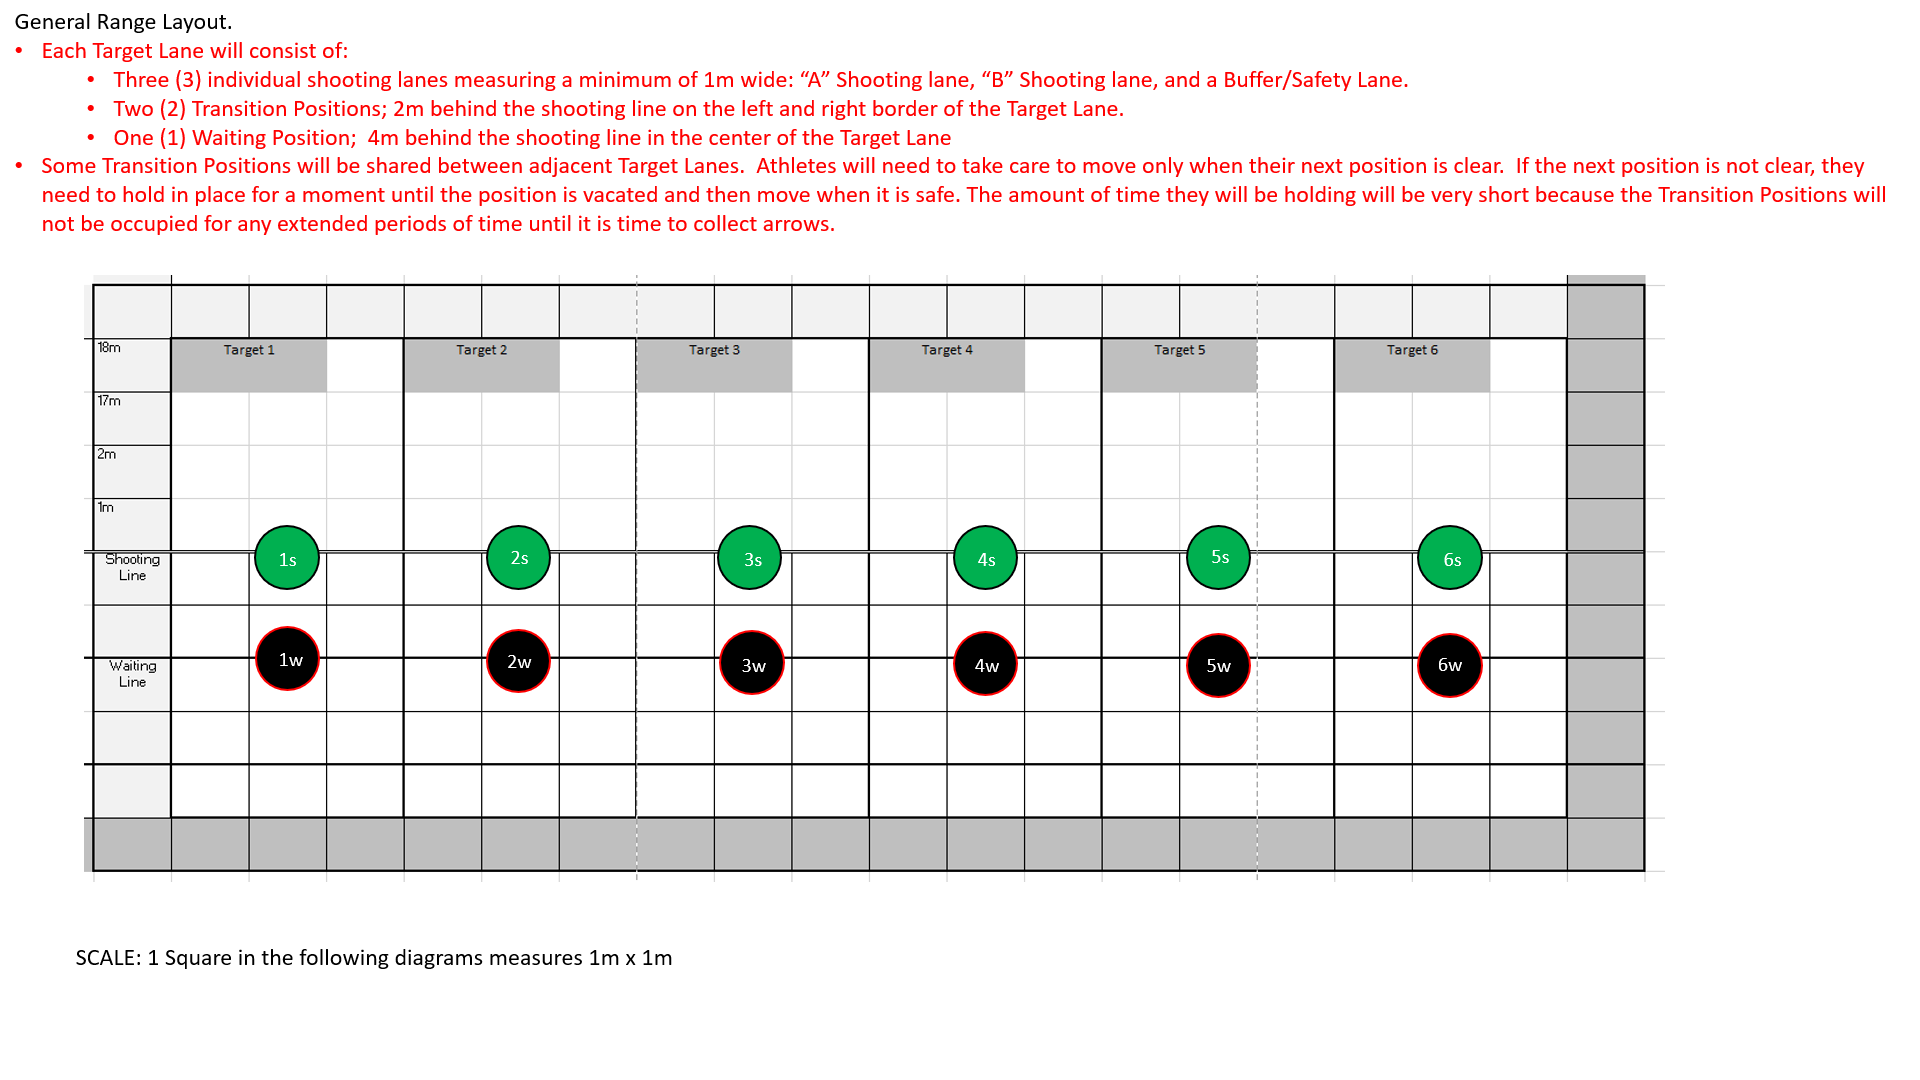 General Range Layout.
• Each Target Lane will consist of:
• Three (3) individual shooting lanes measuring a minimum of 1m wide: “A” Shooting lane, “B” Shooting lane, and a Buffer/Safety Lane.
• Two (2) Transition Positions; 2m behind the shooting line on the left and right border of the Target Lane.
• One (1) Waiting Position;  4m behind the shooting line in the center of the Target Lane
• Some Transition Positions will be shared between adjacent Target Lanes.  Athletes will need to take care to move only when their next position is clear.  If the next position is not clear, they
need to hold in place for a moment until the position is vacated and then move when it is safe. The amount of time they will be holding will be very short because the Transition Positions will
not be occupied for any extended periods of time until it is time to collect arrows.
18m
Target 1
Target 2
Target 3
Target 4
Target 5
Target 6
17m
2m
1m
Shooting
Line
1s
2s
3s
4s
5s
6s
Waiting
Line
1w
2w
3w
4w
5w
6w
SCALE: 1 Square in the following diagrams measures 1m x 1m